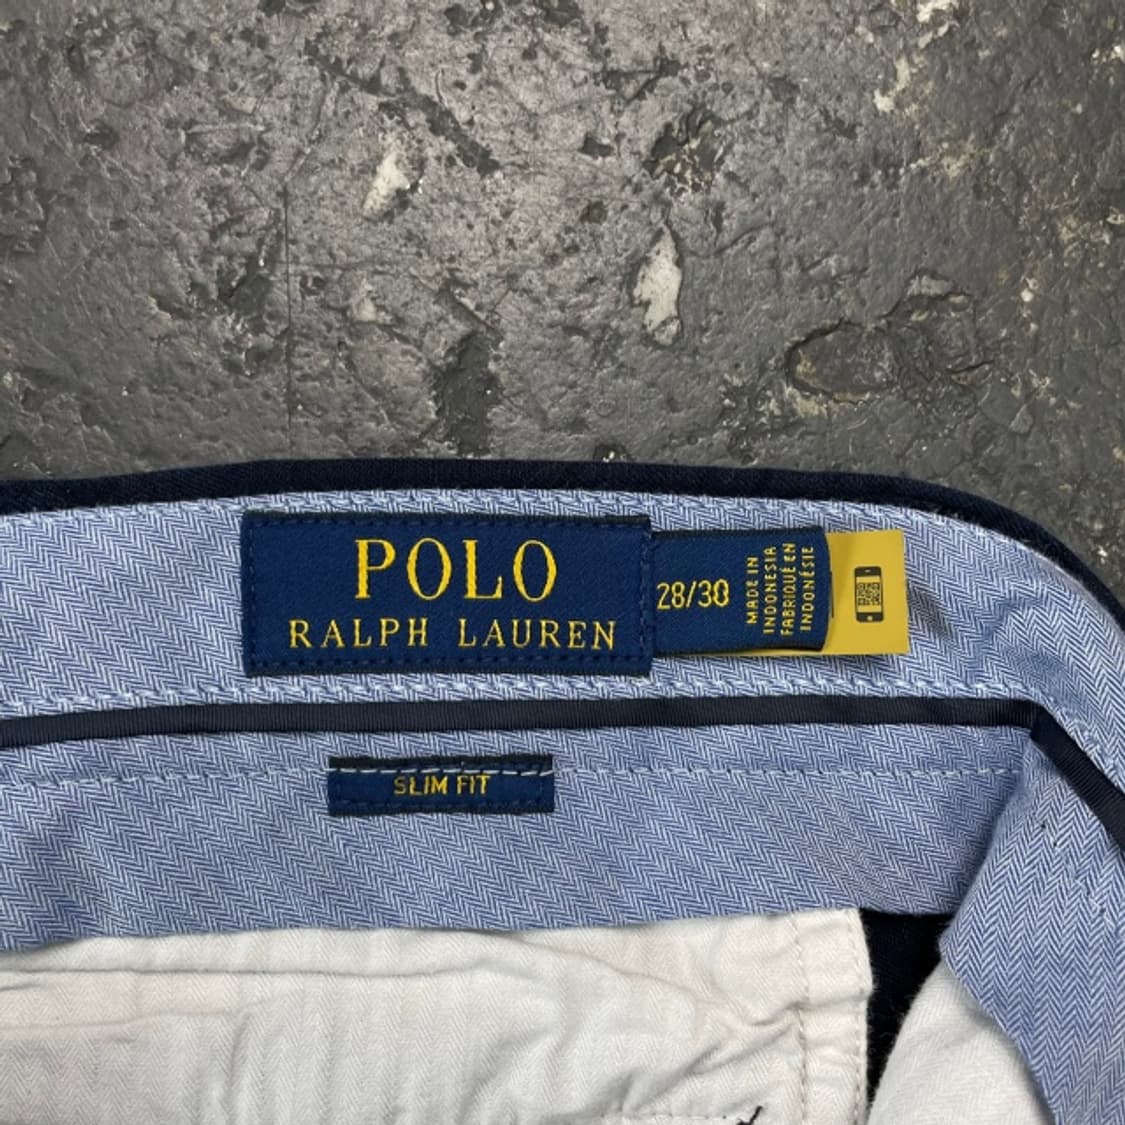 POLO
RALPH LAUREN
28/30
MADE IN
INDONESIA
FABRIQUÉ EN
INDONÉSIE
SLIM FIT